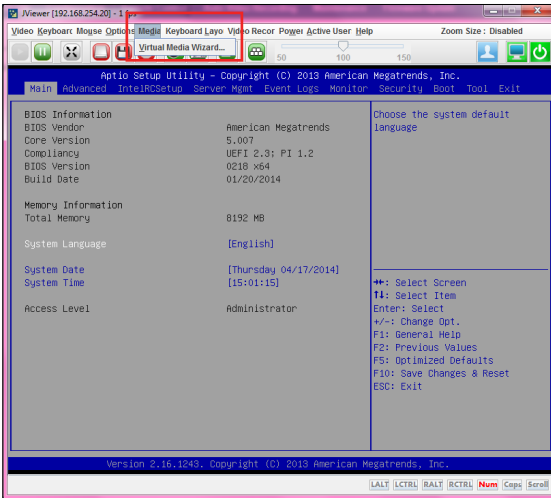 JViewer [192.168.254.20] - 1 fps
Video Keyboard Mouse Options Media Keyboard Layo Video Recor Power Active User Help Zoom Size : Disabled
Virtual Media Wizard...
50 100 150
Aptio Setup Utility – Copyright (C) 2013 American Megatrends, Inc.
Main Advanced IntelRCSetup Server Mgmt Event Logs Monitor Security Boot Tool Exit
BIOS Information
BIOS Vendor American Megatrends
Core Version 5.007
Compliancy UEFI 2.3; PI 1.2
BIOS Version 0218 x64
Build Date 01/20/2014
Memory Information
Total Memory 8192 MB
System Language [English]
System Date [Thursday 04/17/2014]
System Time [15:01:15]
Access Level Administrator
Choose the system default
language
→←: Select Screen
↑↓: Select Item
Enter: Select
+/-: Change Opt.
F1: General Help
F2: Previous Values
F5: Optimized Defaults
F10: Save Changes & Reset
ESC: Exit
Version 2.16.1243. Copyright (C) 2013 American Megatrends, Inc.
LALT LCTRL RALT RCTRL Num Caps Scroll